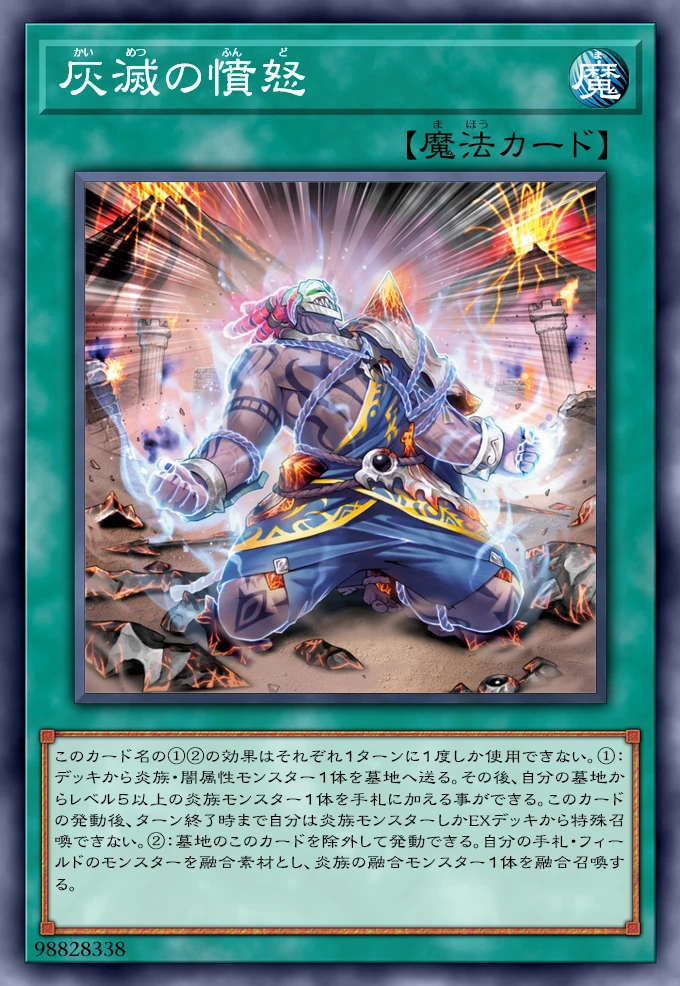 かい めつ ふん ど
灰滅の憤怒
ま
魔
ま ほう
【魔法カード】
このカード名の①②の効果はそれぞれ1ターンに1度しか使用できない。①：
デッキから炎族・闇属性モンスター1体を墓地へ送る。その後、自分の墓地か
らレベル5以上の炎族モンスター1体を手札に加える事ができる。このカード
の発動後、ターン終了時まで自分は炎族モンスターしかEXデッキから特殊召
喚できない。②：墓地のこのカードを除外して発動できる。自分の手札・フィー
ルドのモンスターを融合素材とし、炎族の融合モンスター1体を融合召喚す
る。
98828338